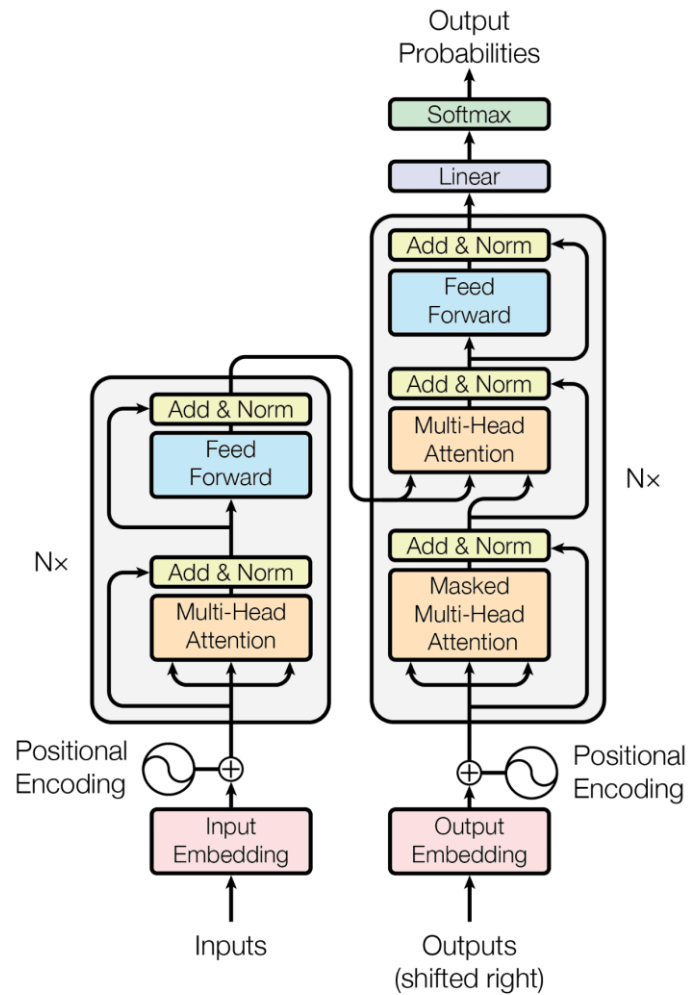 Output
Probabilities
Softmax
Linear
Add & Norm
Feed
Forward
Add & Norm
Multi-Head
Attention
Nx
Add & Norm
Masked
Multi-Head
Attention
Add & Norm
Feed
Forward
Nx
Add & Norm
Multi-Head
Attention
Positional
Encoding
Positional
Encoding
Input
Embedding
Output
Embedding
Inputs
Outputs
(shifted right)